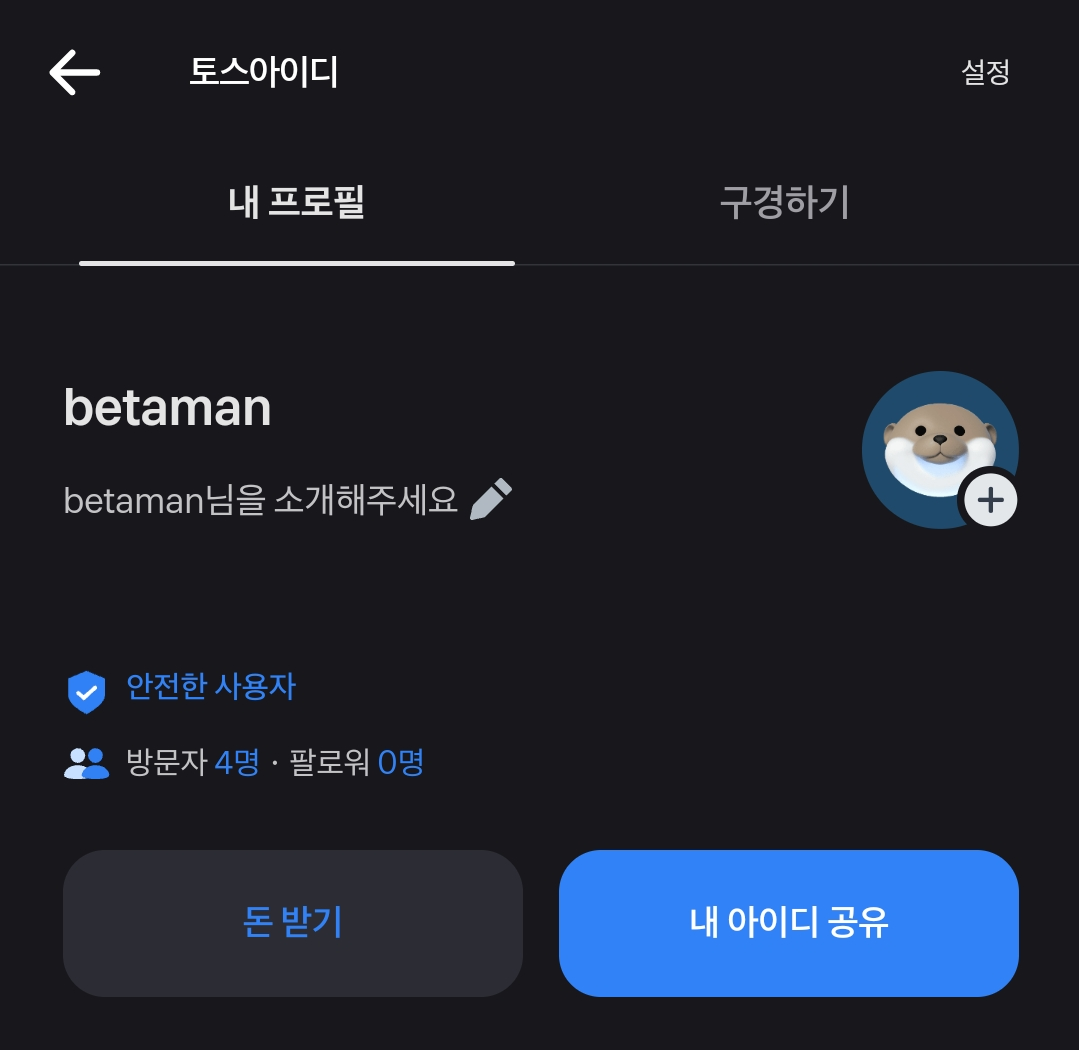 토스아이디
설정
내 프로필
구경하기
betaman
betaman님을 소개해주세요
안전한 사용자
방문자 4명 · 팔로워 0명
돈 받기
내 아이디 공유